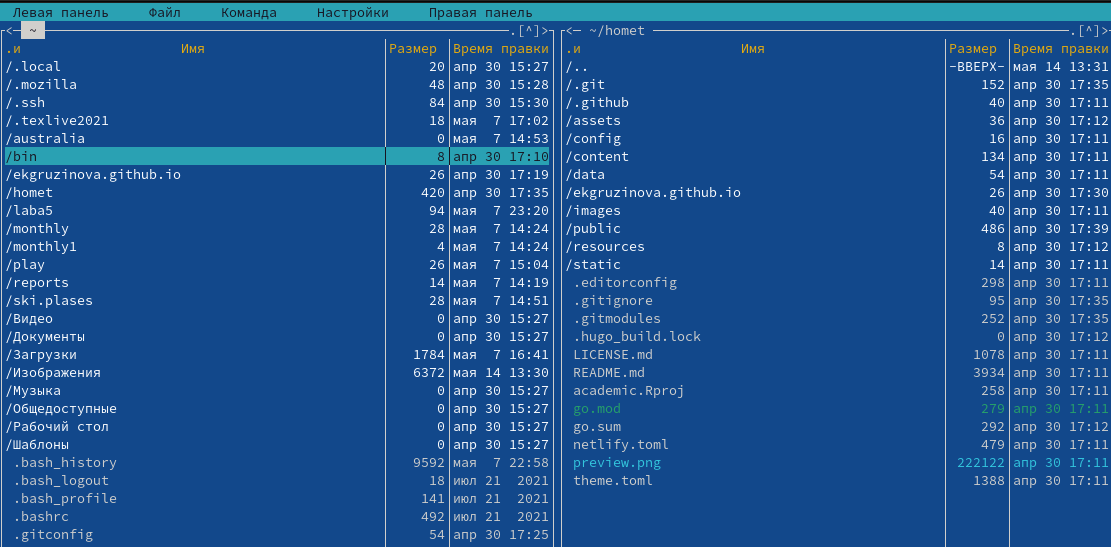 Левая панель Файл Команда Настройки Правая панель
<─ ~ .[^]>
.и Имя Размер Время правки
/.local 20 апр 30 15:27
/.mozilla 48 апр 30 15:28
/.ssh 84 апр 30 15:30
/.texlive2021 18 мая 7 17:02
/australia 0 мая 7 14:53
/bin 8 апр 30 17:10
/ekgruzinova.github.io 26 апр 30 17:19
/homet 420 апр 30 17:35
/laba5 94 мая 7 23:20
/monthly 28 мая 7 14:24
/monthly1 4 мая 7 14:24
/play 26 мая 7 15:04
/reports 14 мая 7 14:19
/ski.plases 28 мая 7 14:51
/Видео 0 апр 30 15:27
/Документы 0 апр 30 15:27
/Загрузки 1784 мая 7 16:41
/Изображения 6372 мая 14 13:30
/Музыка 0 апр 30 15:27
/Общедоступные 0 апр 30 15:27
/Рабочий стол 0 апр 30 15:27
/Шаблоны 0 апр 30 15:27
.bash_history 9592 мая 7 22:58
.bash_logout 18 июл 21 2021
.bash_profile 141 июл 21 2021
.bashrc 492 июл 21 2021
.gitconfig 54 апр 30 17:25
<─ ~/homet .[^]>
.и Имя Размер Время правки
/.. -ВВЕРХ- мая 14 13:31
/.git 152 апр 30 17:35
/.github 40 апр 30 17:11
/assets 36 апр 30 17:12
/config 16 апр 30 17:11
/content 134 апр 30 17:11
/data 54 апр 30 17:11
/ekgruzinova.github.io 26 апр 30 17:30
/images 40 апр 30 17:11
/public 486 апр 30 17:39
/resources 8 апр 30 17:12
/static 14 апр 30 17:11
.editorconfig 298 апр 30 17:11
.gitignore 95 апр 30 17:35
.gitmodules 252 апр 30 17:35
.hugo_build.lock 0 апр 30 17:12
LICENSE.md 1078 апр 30 17:11
README.md 3934 апр 30 17:11
academic.Rproj 258 апр 30 17:11
go.mod 279 апр 30 17:11
go.sum 292 апр 30 17:12
netlify.toml 479 апр 30 17:11
preview.png 222122 апр 30 17:11
theme.toml 1388 апр 30 17:11